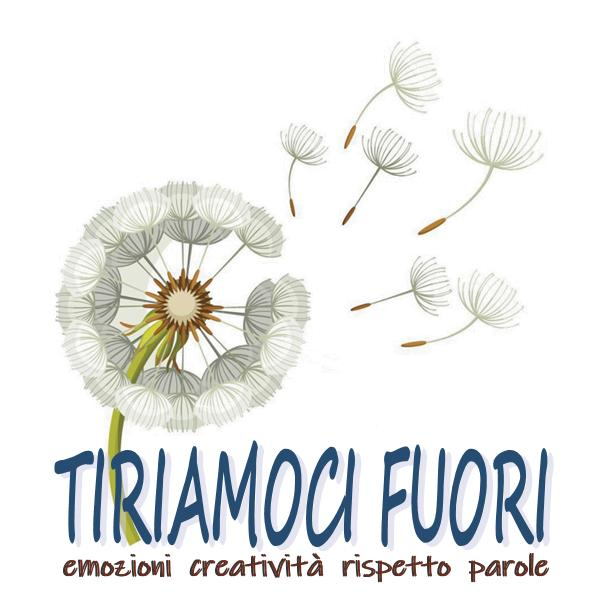 TIRIAMOCI FUORI
emozioni creatività rispetto parole